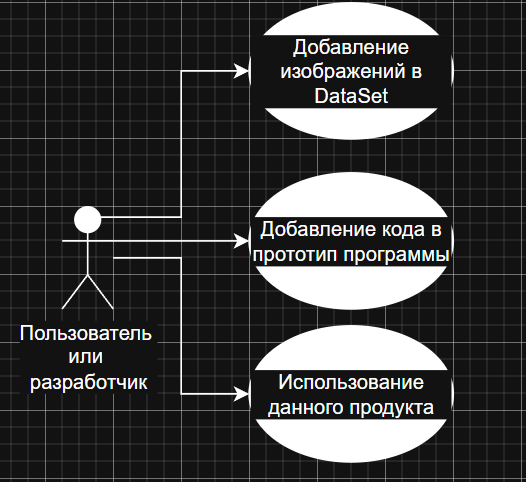 Добавление
изображений в
DataSet
Добавление кода в
прототип программы
Пользователь
или
разработчик
Использование
данного продукта